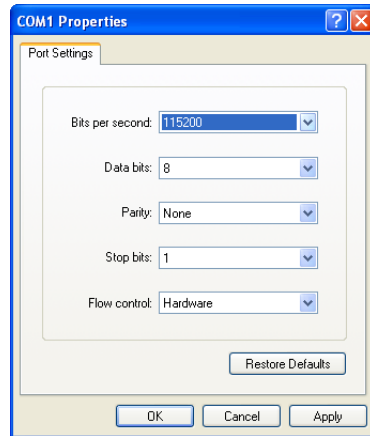 COM1 Properties
Port Settings
Bits per second: 115200
Data bits: 8
Parity: None
Stop bits: 1
Flow control: Hardware
Restore Defaults
OK Cancel Apply